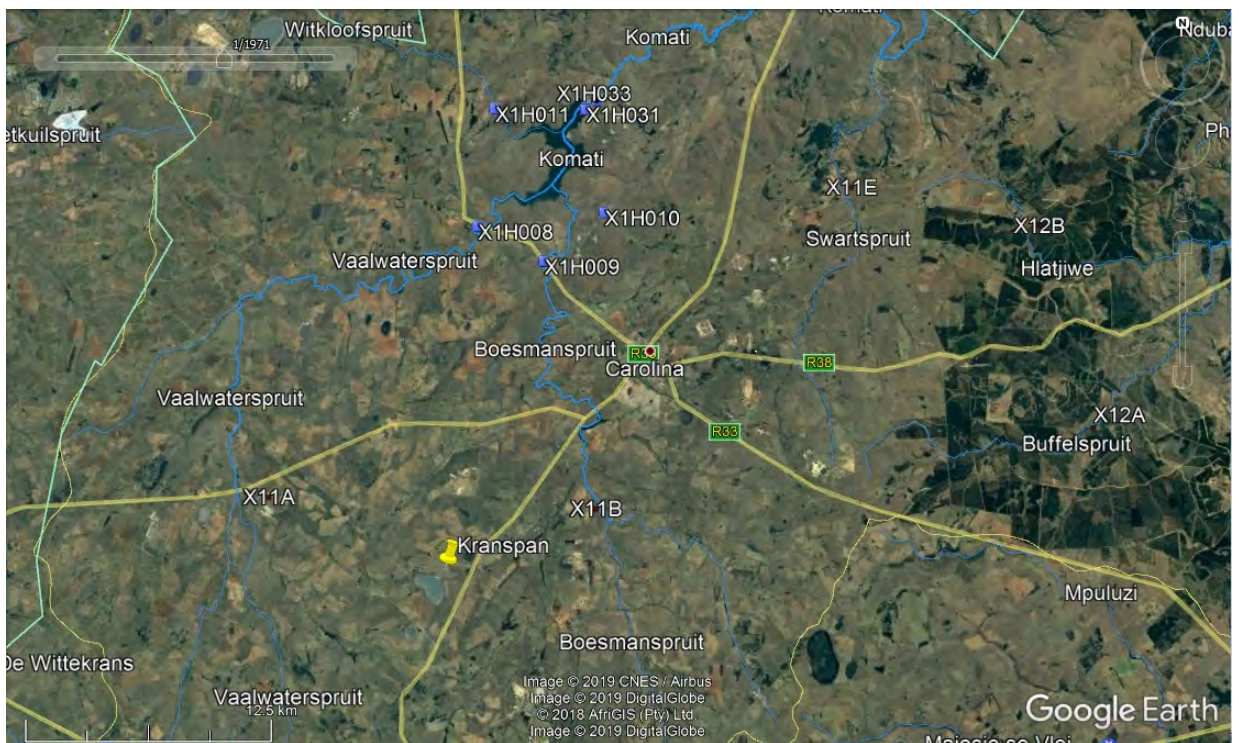 Komati
Witkloofspruit
Komati
1/1971
N
X1H033
X1H011
X1H031
etkuilspruit
Komati
X11E
X1H010
X12B
X1H008
Swartspruit
Vaalwaterspruit
X1H009
Hlatjiwe
Boesmanspruit
Carolina
R38
Vaalwaterspruit
X12A
R33
Buffelspruit
X11A
X11B
Kranspan
Mpuluzi
Boesmanspruit
De Wittekrans
Vaalwaterspruit
12.5 km
Image © 2019 CNES / Airbus
Image © 2019 DigitalGlobe
© 2018 AfriGIS (Pty) Ltd.
Image © 2019 DigitalGlobe
Google Earth